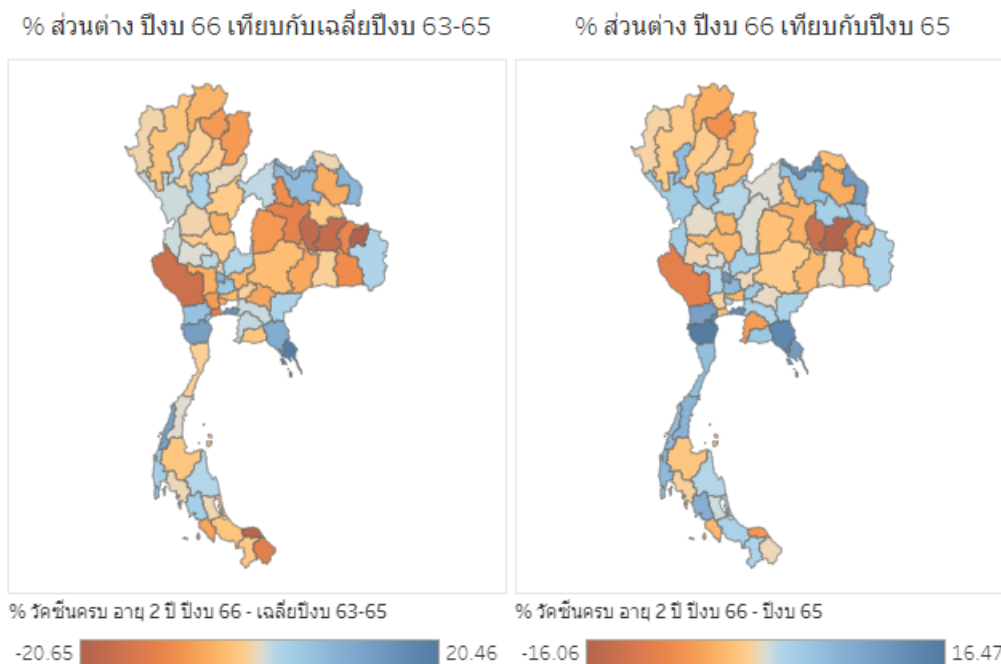 % ส่วนต่าง ปีงบ 66 เทียบกับเฉลี่ยปีงบ 63-65
% ส่วนต่าง ปีงบ 66 เทียบกับปีงบ 65
% วัคซีนครบ อายุ 2 ปี ปีงบ 66 - เฉลี่ยปีงบ 63-65
% วัคซีนครบ อายุ 2 ปี ปีงบ 66 - ปีงบ 65
-20.65 20.46
-16.06 16.47